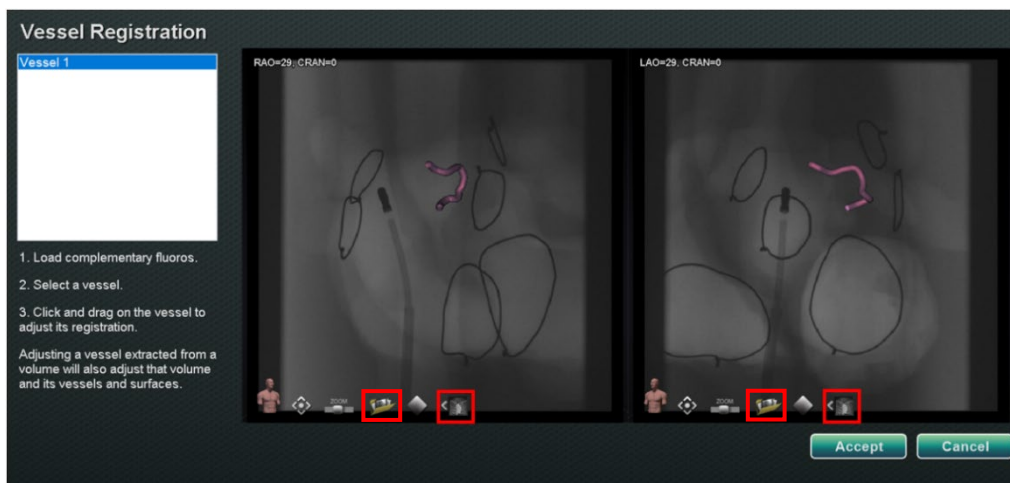 Vessel Registration
Vessel 1
1. Load complementary fluoros.
2. Select a vessel.
3. Click and drag on the vessel to
adjust its registration.
Adjusting a vessel extracted from a
volume will also adjust that volume
and its vessels and surfaces.
RAO=29, CRAN=0
ZOOM
LAO=29, CRAN=0
ZOOM
Accept
Cancel